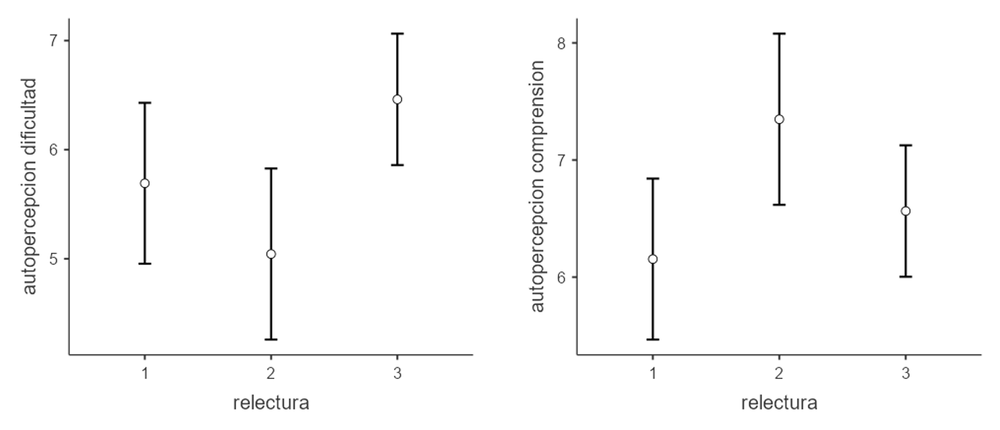 autopercepcion dificultad
7
6
5
1 2 3
relectura
autopercepcion comprension
8
7
6
1 2 3
relectura